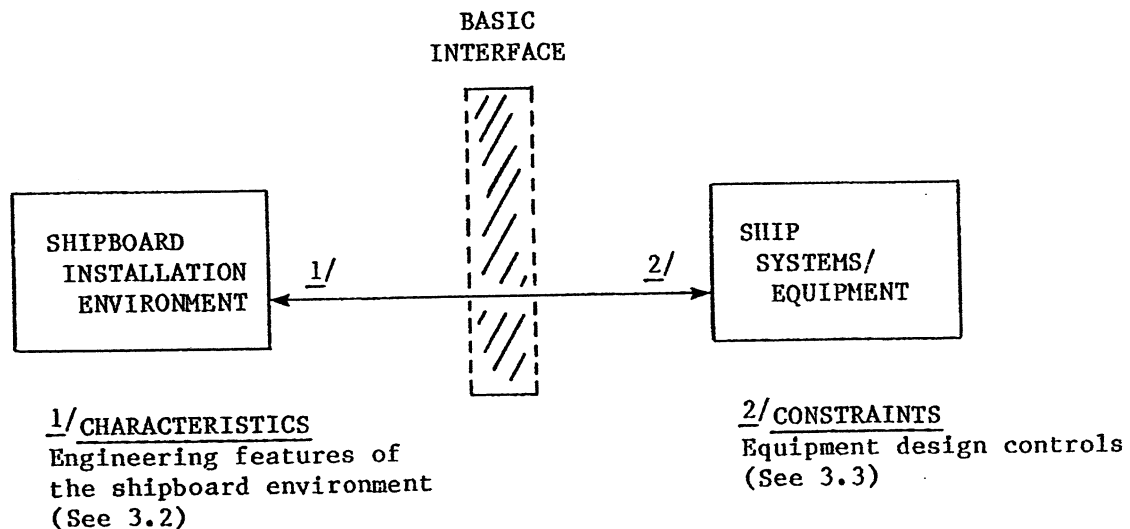 BASIC
INTERFACE
SHIPBOARD
INSTALLATION
ENVIRONMENT
1/
2/
SHIP
SYSTEMS/
EQUIPMENT
1/ CHARACTERISTICS
Engineering features of
the shipboard environment
(See 3.2)
2/ CONSTRAINTS
Equipment design controls
(See 3.3)